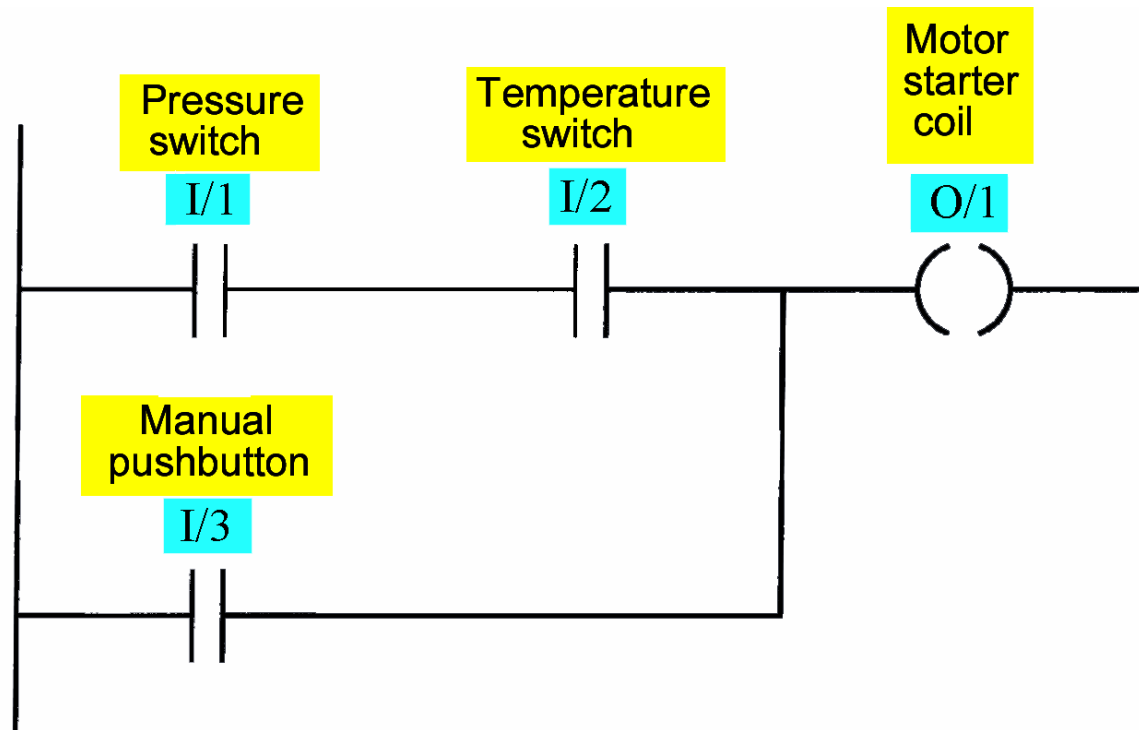 Pressure
switch
I/1
Temperature
switch
I/2
Motor
starter
coil
O/1
Manual
pushbutton
I/3